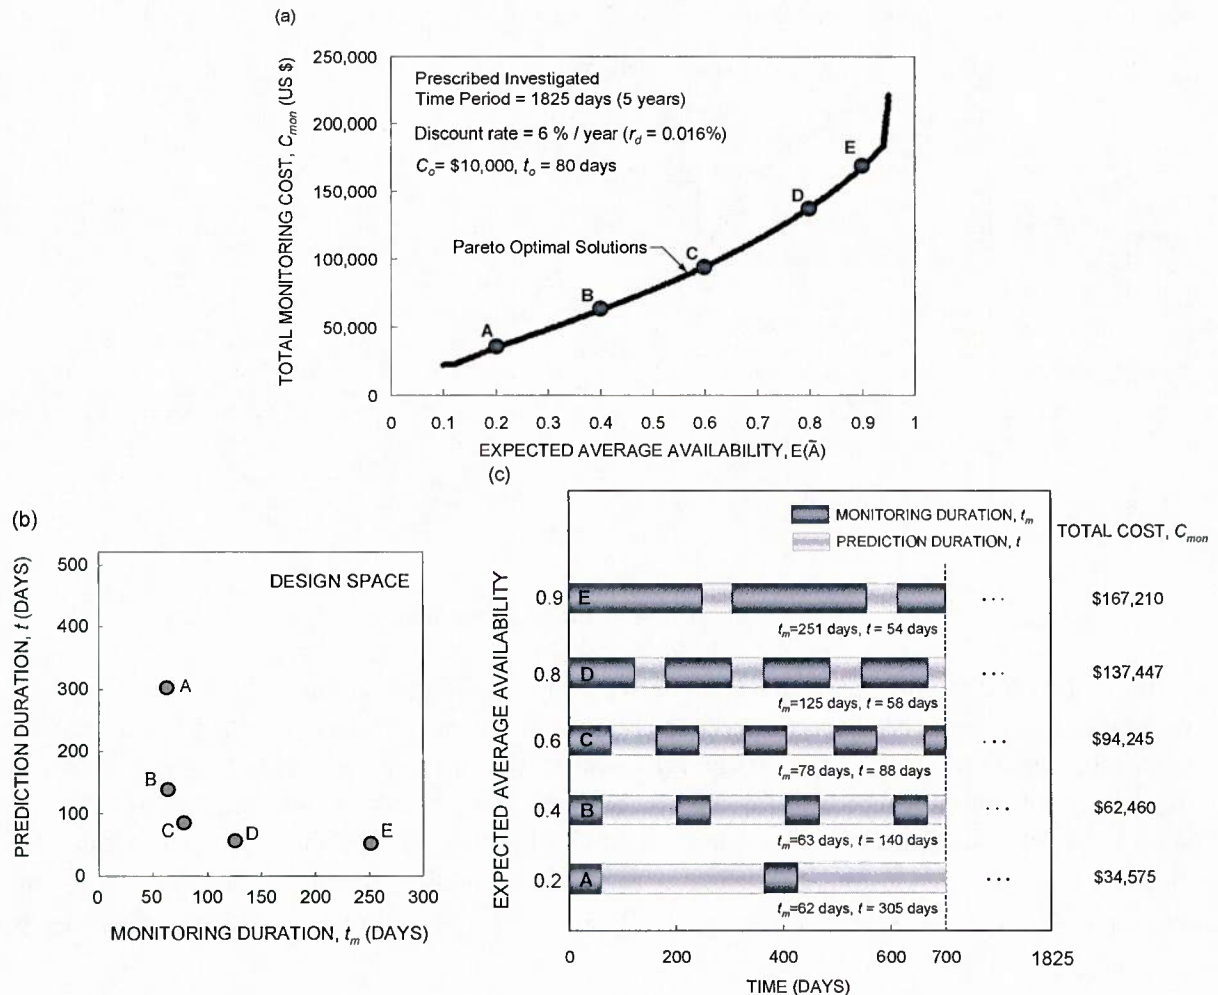 (a)
250,000
200,000
150,000
100,000
50,000
0
TOTAL MONITORING COST, Cmon (US $)
Prescribed Investigated
Time Period = 1825 days (5 years)
Discount rate = 6 % / year (rd = 0.016%)
Co= $10,000, to = 80 days
Pareto Optimal Solutions
A
B
C
D
E
0 0.1 0.2 0.3 0.4 0.5 0.6 0.7 0.8 0.9 1
EXPECTED AVERAGE AVAILABILITY, E(Ã)
(b)
DESIGN SPACE
PREDICTION DURATION, t (DAYS)
500
400
300
200
100
0
A
B
C
D
E
0 50 100 150 200 250 300
MONITORING DURATION, tm (DAYS)
(c)
MONITORING DURATION, tm
PREDICTION DURATION, t
TOTAL COST, Cmon
EXPECTED AVERAGE AVAILABILITY
0.9 E ... $167,210
tm=251 days, t = 54 days
0.8 D ... $137,447
tm=125 days, t = 58 days
0.6 C ... $94,245
tm=78 days, t = 88 days
0.4 B ... $62,460
tm=63 days, t = 140 days
0.2 A ... $34,575
tm=62 days, t = 305 days
0 200 400 600 700 1825
TIME (DAYS)